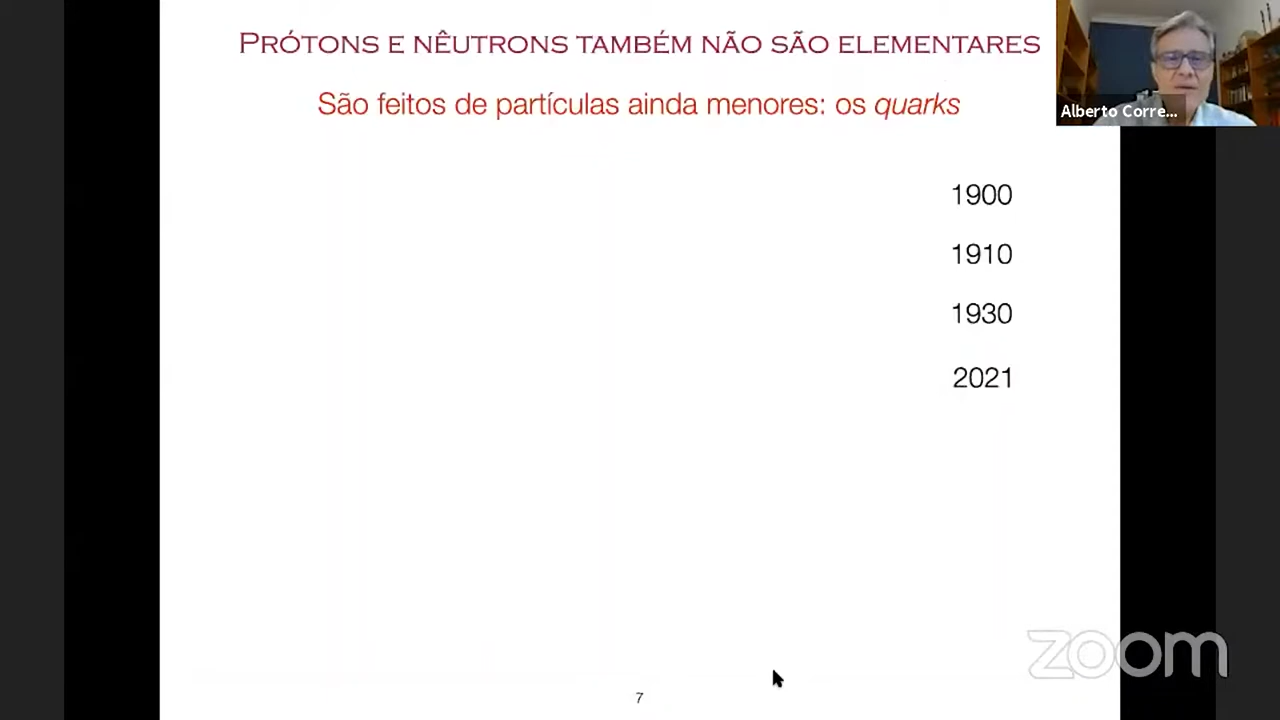 PRÓTONS E NÊUTRONS TAMBÉM NÃO SÃO ELEMENTARES
São feitos de partículas ainda menores: os quarks
Alberto Corre...
1900
1910
1930
2021
zoom
7